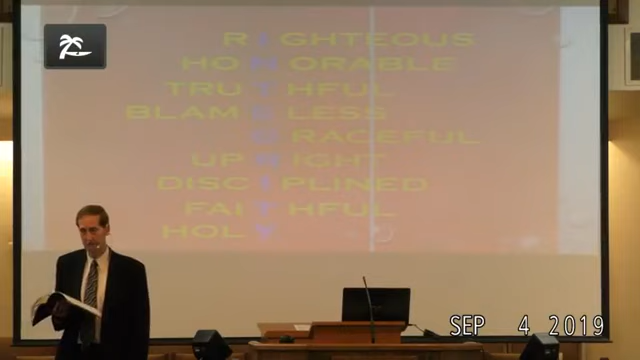 RIGHTEOUS
HONORABLE
TRUTHFUL
BLAMELESS
GRACEFUL
UPRIGHT
DISCIPLINED
FAITHFUL
HOLY
SEP 4 2019